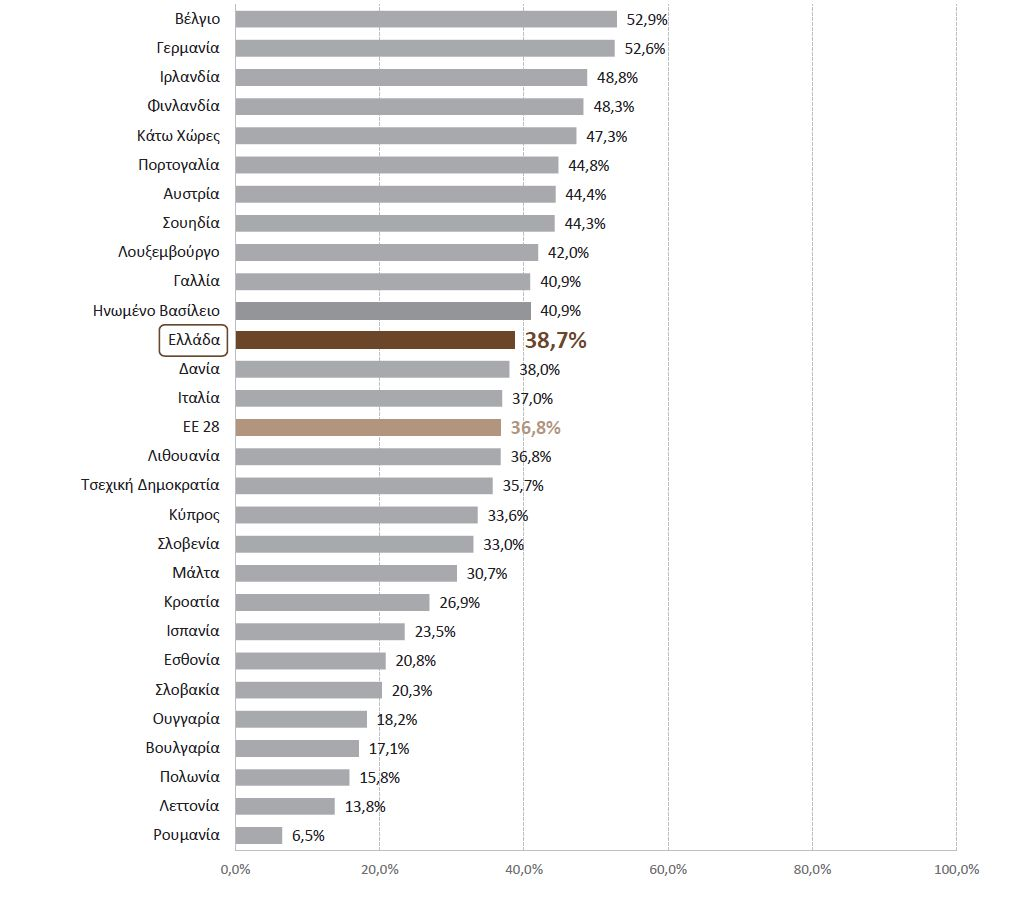 Βέλγιο 52,9%
Γερμανία 52,6%
Ιρλανδία 48,8%
Φινλανδία 48,3%
Κάτω Χώρες 47,3%
Πορτογαλία 44,8%
Αυστρία 44,4%
Σουηδία 44,3%
Λουξεμβούργο 42,0%
Γαλλία 40,9%
Ηνωμένο Βασίλειο 40,9%
Ελλάδα 38,7%
Δανία 38,0%
Ιταλία 37,0%
ΕΕ 28 36,8%
Λιθουανία 36,8%
Τσεχική Δημοκρατία 35,7%
Κύπρος 33,6%
Σλοβενία 33,0%
Μάλτα 30,7%
Κροατία 26,9%
Ισπανία 23,5%
Εσθονία 20,8%
Σλοβακία 20,3%
Ουγγαρία 18,2%
Βουλγαρία 17,1%
Πολωνία 15,8%
Λεττονία 13,8%
Ρουμανία 6,5%
0,0% 20,0% 40,0% 60,0% 80,0% 100,0%